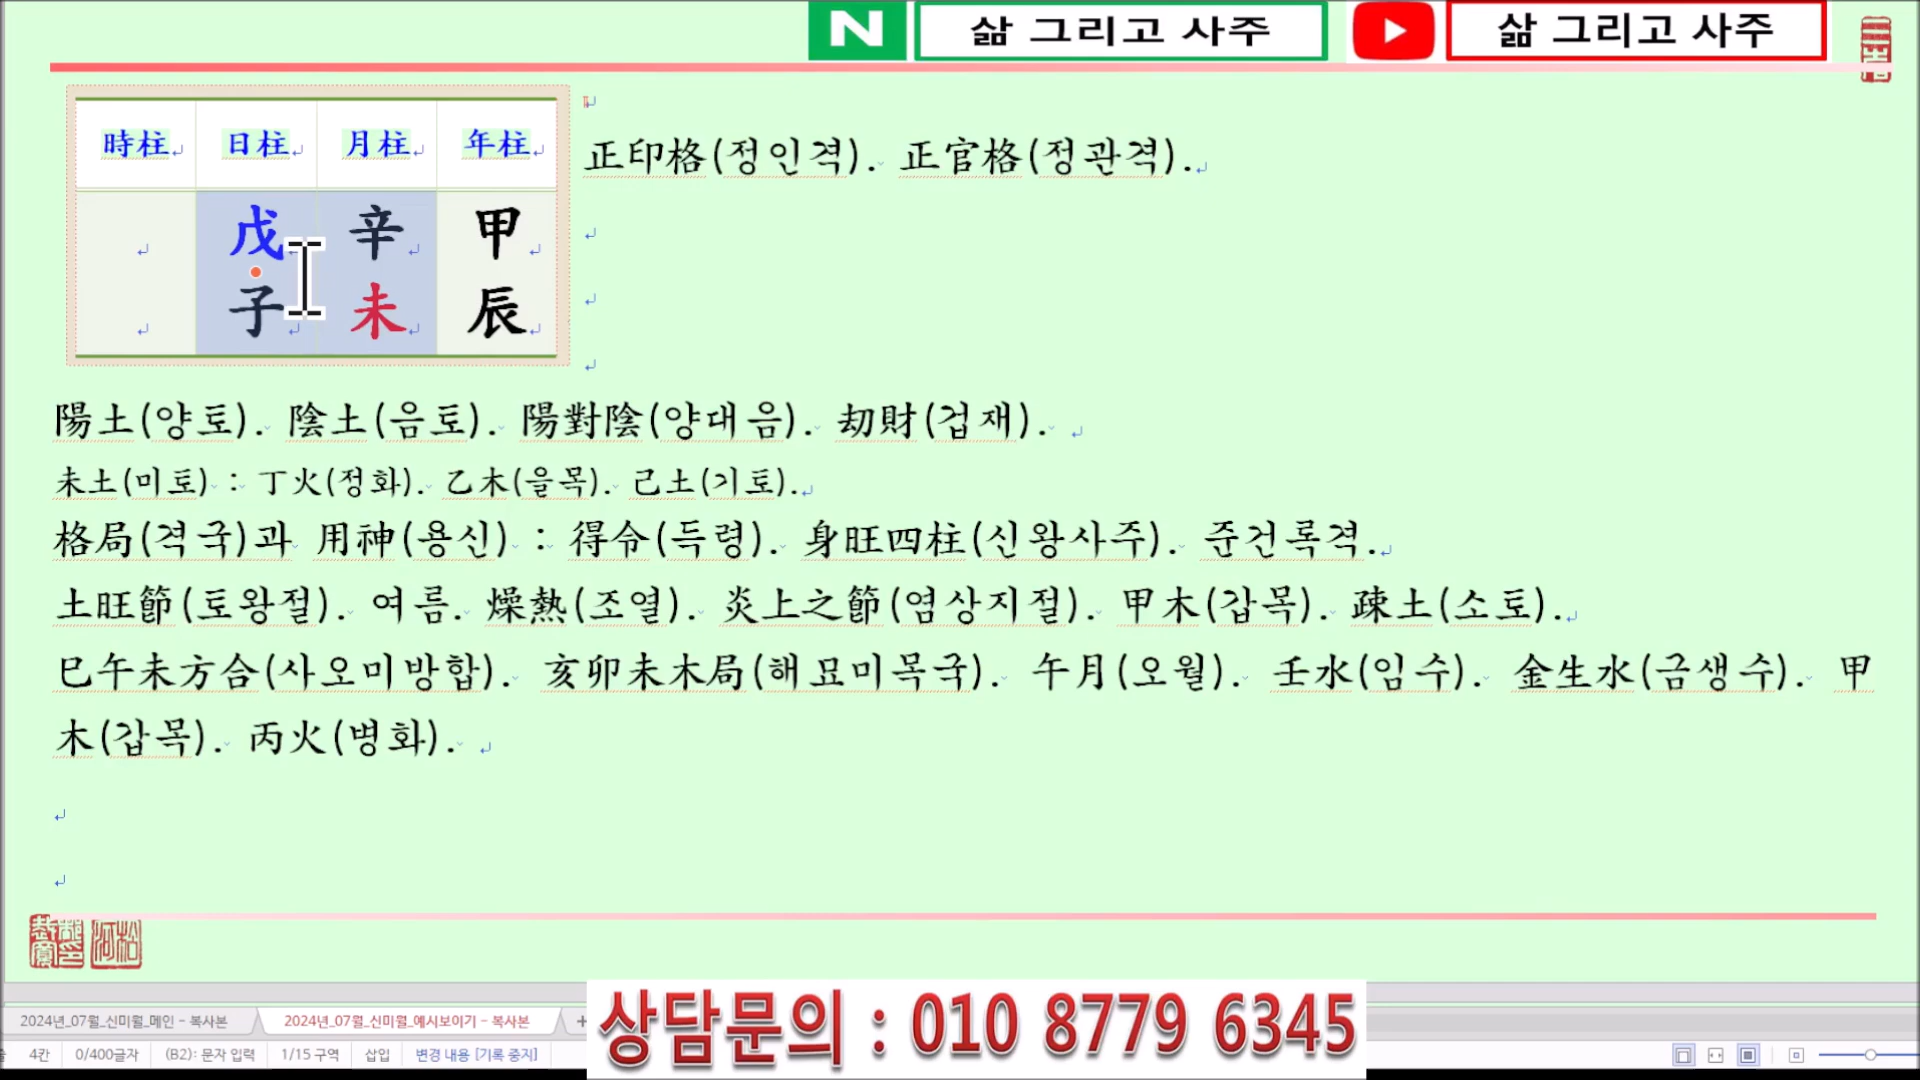 N 삶 그리고 사주 삶 그리고 사주
時柱 日柱 月柱 年柱
戊 辛 甲
子 未 辰
正印格(정인격). 正官格(정관격).
陽土(양토). 陰土(음토). 陽對陰(양대음). 劫財(겁재).
未土(미토) : 丁火(정화). 乙木(을목). 己土(기토).
格局(격국)과 用神(용신) : 得令(득령). 身旺四柱(신왕사주). 준건록격.
土旺節(토왕절). 여름. 燥熱(조열). 炎上之節(염상지절). 甲木(갑목). 疎土(소토).
巳午未方合(사오미방합). 亥卯未木局(해묘미목국). 午月(오월). 壬水(임수). 金生水(금생수). 甲
木(갑목). 丙火(병화).
2024년_07월_신미월_메인 - 복사본 2024년_07월_신미월_예시보이기 - 복사본 +
4칸 0/400글자 (B2): 문자 입력 1/15 구역 삽입 변경 내용 [기록 중지]
상담문의 : 010 8779 6345